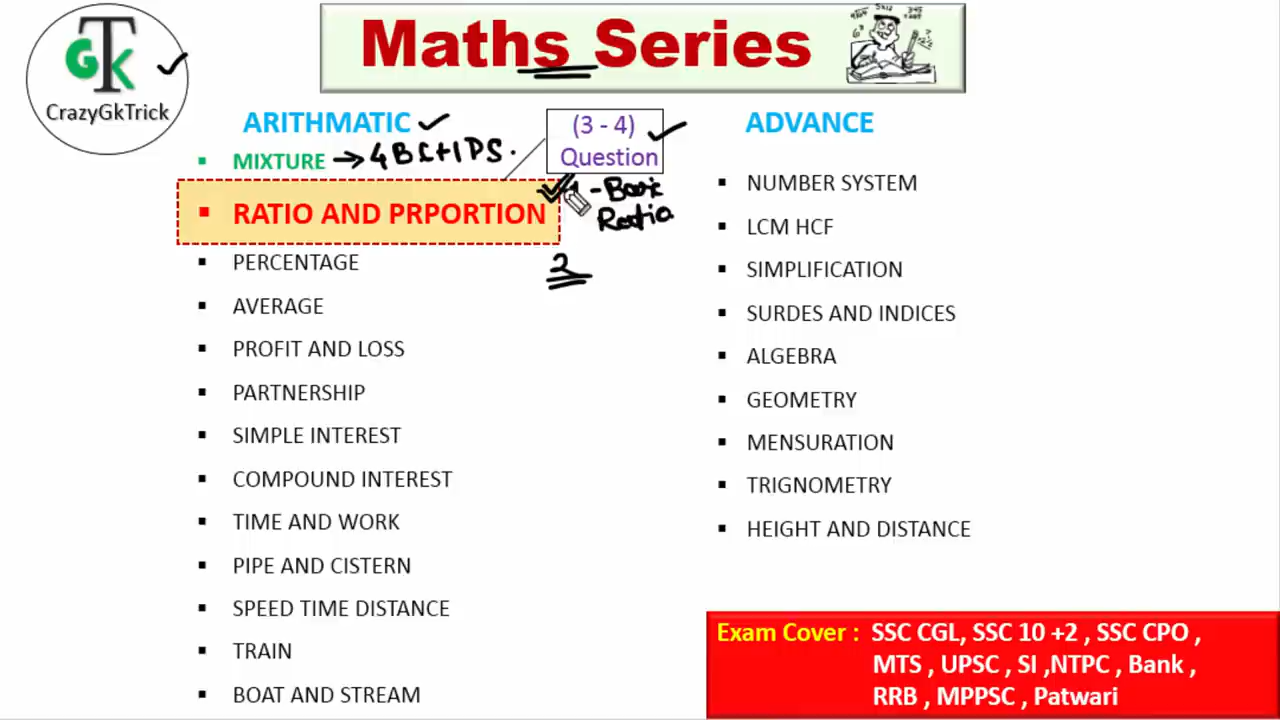 GTK
CrazyGkTrick
Maths Series
ARITHMATIC
MIXTURE
RATIO AND PRPORTION
PERCENTAGE
AVERAGE
PROFIT AND LOSS
PARTNERSHIP
SIMPLE INTEREST
COMPOUND INTEREST
TIME AND WORK
PIPE AND CISTERN
SPEED TIME DISTANCE
TRAIN
BOAT AND STREAM
(3 - 4)
Question
- Basic
Ratio
2
ADVANCE
NUMBER SYSTEM
LCM HCF
SIMPLIFICATION
SURDES AND INDICES
ALGEBRA
GEOMETRY
MENSURATION
TRIGNOMETRY
HEIGHT AND DISTANCE
Exam Cover : SSC CGL, SSC 10 +2 , SSC CPO ,
MTS , UPSC , SI ,NTPC , Bank ,
RRB , MPPSC , Patwari